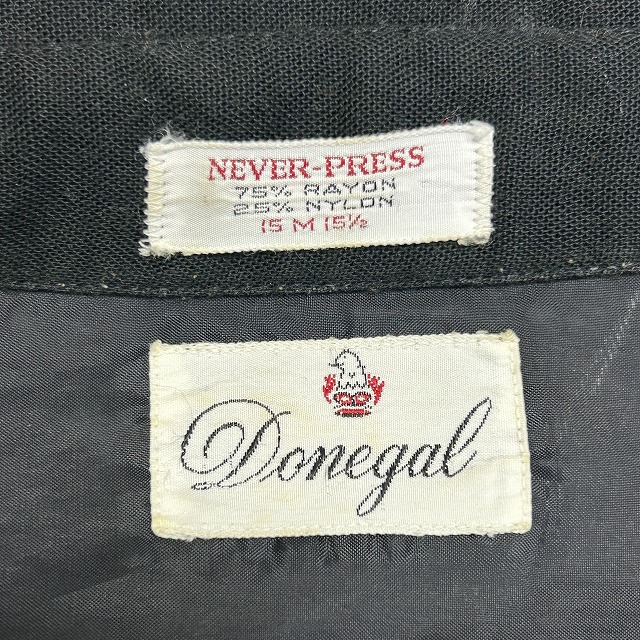 NEVER-PRESS
75% RAYON
25% NYLON
15 M 15½
Donegal